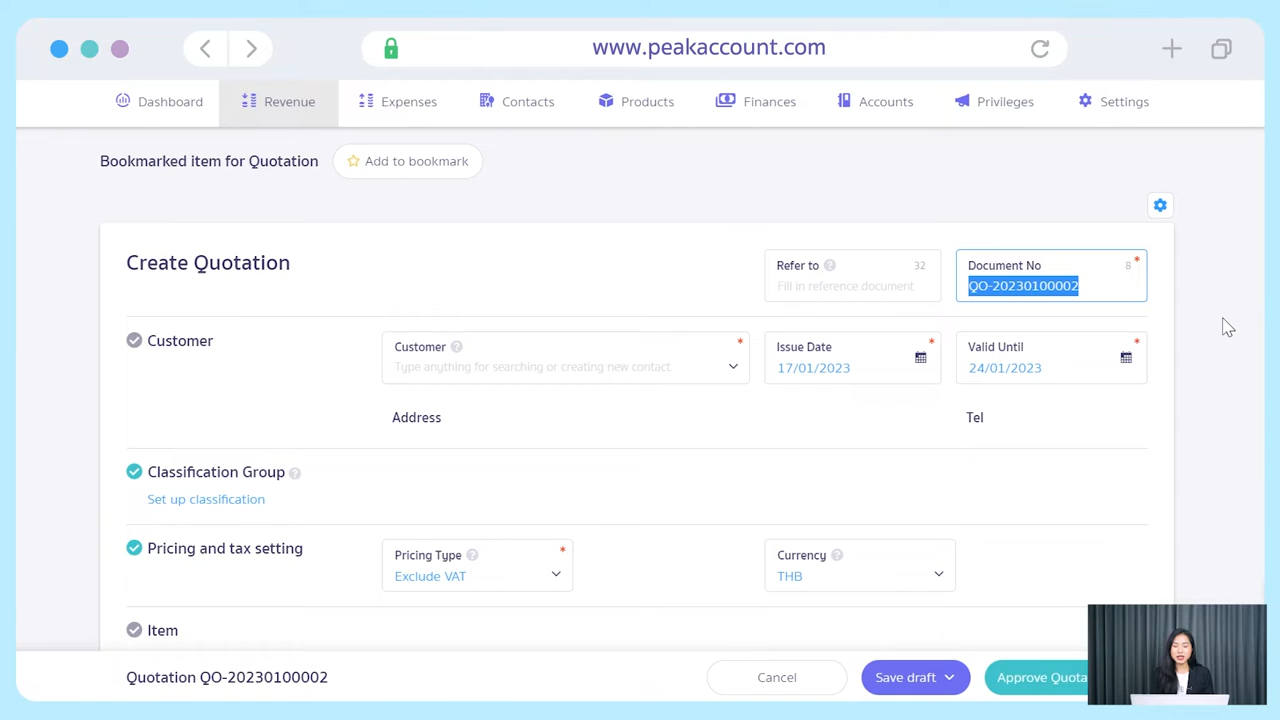 www.peakaccount.com
Dashboard
Revenue
Expenses
Contacts
Products
Finances
Accounts
Privileges
Settings
Bookmarked item for Quotation
Add to bookmark
Create Quotation
Refer to ? 32
Fill in reference document
Document No 8 *
QO-20230100002
Customer
Customer ? *
Type anything for searching or creating new contact
Issue Date *
17/01/2023
Valid Until *
24/01/2023
Address
Tel
Classification Group ?
Set up classification
Pricing and tax setting
Pricing Type ? *
Exclude VAT
Currency ?
THB
Item
Quotation QO-20230100002
Cancel
Save draft
Approve Quota